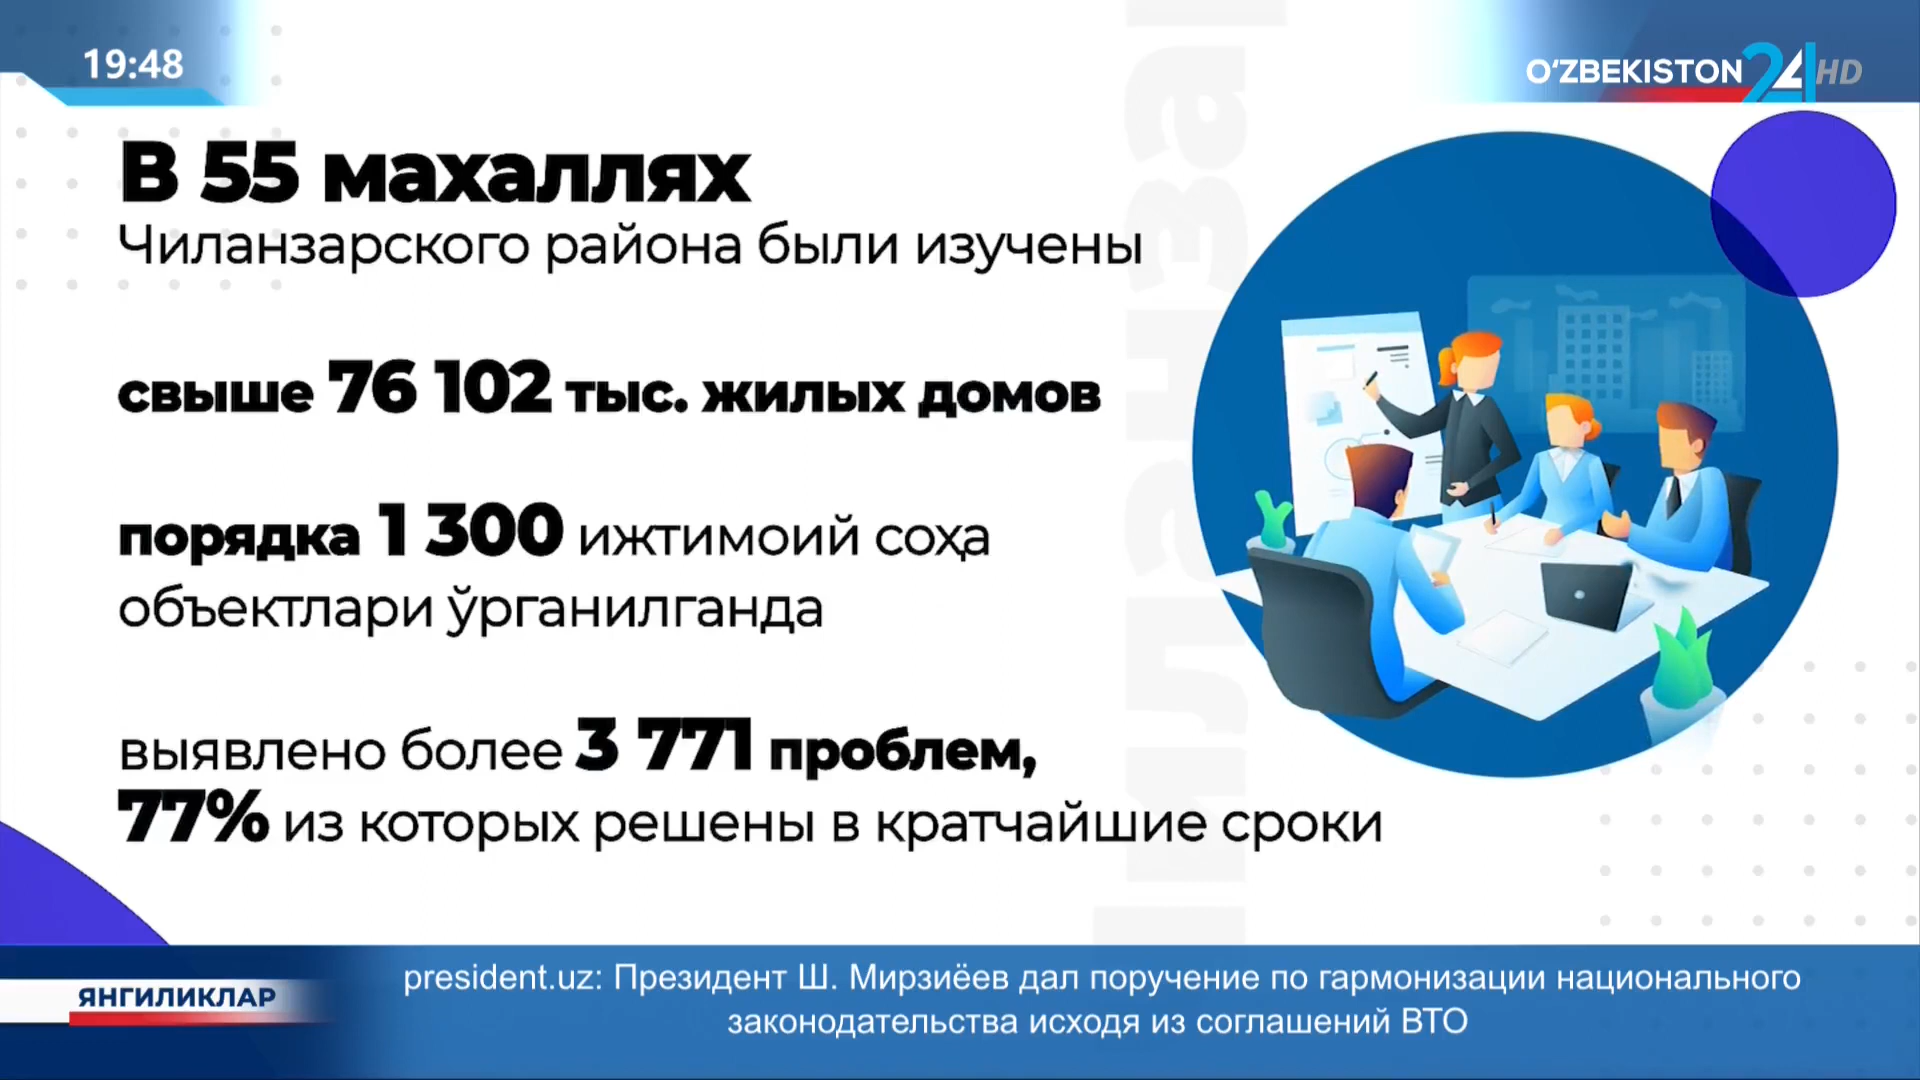 19:48
O‘ZBEKISTON 24 HD
В 55 махаллях
Чиланзарского района были изучены
свыше 76 102 тыс. жилых домов
порядка 1 300 ижтимоий соҳа
объектлари ўрганилганда
выявлено более 3 771 проблем,
77% из которых решены в кратчайшие сроки
ЯНГИЛИКЛАР
president.uz: Президент Ш. Мирзиёев дал поручение по гармонизации национального
законодательства исходя из соглашений ВТО